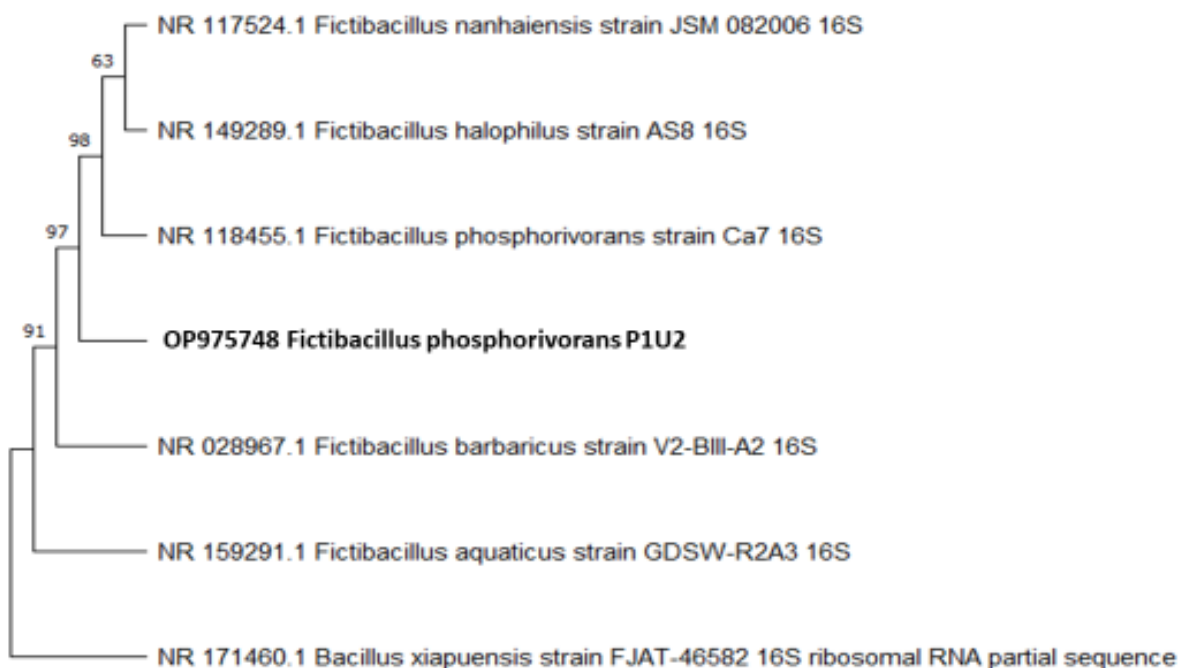 NR 117524.1 Fictibacillus nanhaiensis strain JSM 082006 16S
63
NR 149289.1 Fictibacillus halophilus strain AS8 16S
98
NR 118455.1 Fictibacillus phosphorivorans strain Ca7 16S
97
OP975748 Fictibacillus phosphorivorans P1U2
91
NR 028967.1 Fictibacillus barbaricus strain V2-BIII-A2 16S
NR 159291.1 Fictibacillus aquaticus strain GDSW-R2A3 16S
NR 171460.1 Bacillus xiapuensis strain FJAT-46582 16S ribosomal RNA partial sequence